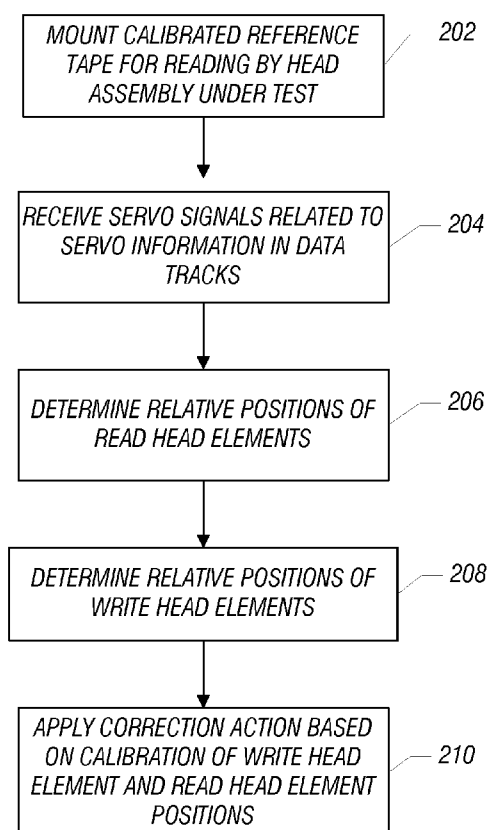 MOUNT CALIBRATED REFERENCE
TAPE FOR READING BY HEAD
ASSEMBLY UNDER TEST
202
RECEIVE SERVO SIGNALS RELATED TO
SERVO INFORMATION IN DATA
TRACKS
204
DETERMINE RELATIVE POSITIONS OF
READ HEAD ELEMENTS
206
DETERMINE RELATIVE POSITIONS OF
WRITE HEAD ELEMENTS
208
APPLY CORRECTION ACTION BASED
ON CALIBRATION OF WRITE HEAD
ELEMENT AND READ HEAD ELEMENT
POSITIONS
210